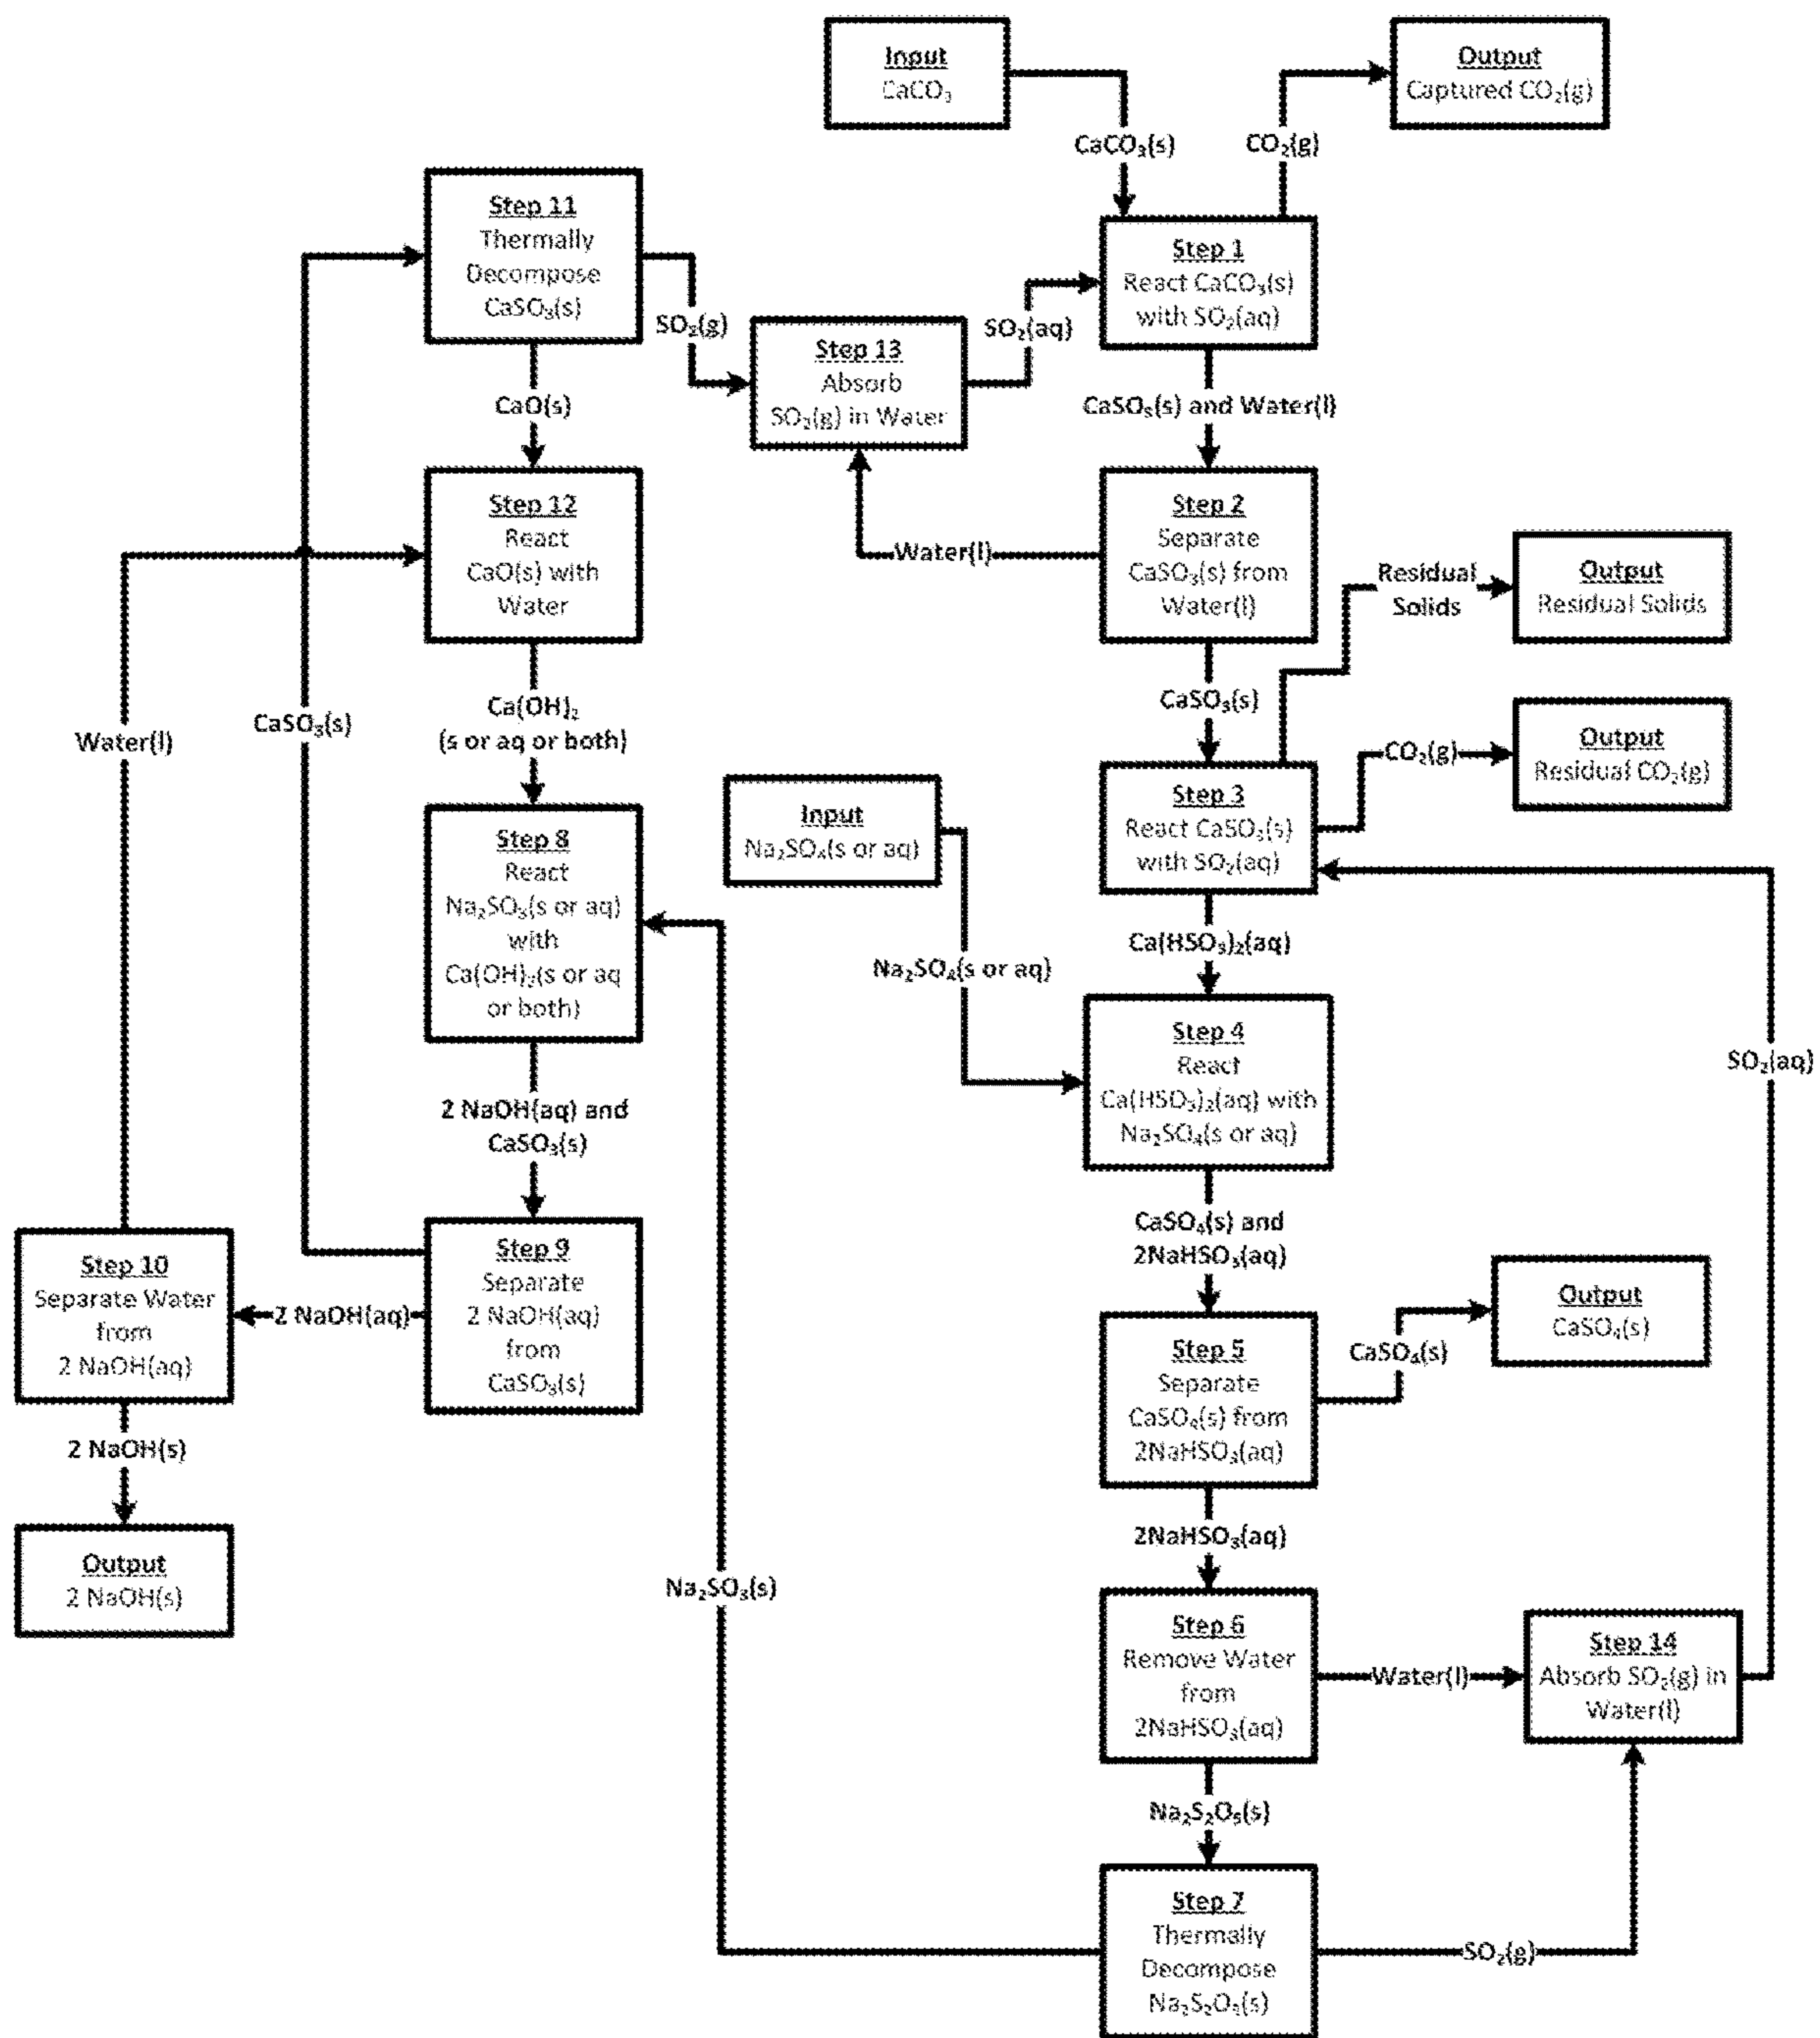 Input
CaCO₃
Output
Captured CO₂(g)
CaCO₃(s)
CO₂(g)
Step 11
Thermally
Decompose
CaSO₃(s)
SO₂(g)
Step 13
Absorb
SO₂(g) in Water
SO₂(aq)
Step 1
React CaCO₃(s)
with SO₂(aq)
CaO(s)
CaSO₃(s) and Water(l)
Step 12
React
CaO(s) with
Water
Water(l)
Step 2
Separate
CaSO₃(s) from
Water(l)
Residual
Solids
Output
Residual Solids
Water(l)
CaSO₃(s)
Ca(OH)₂
(s or aq or both)
CaSO₃(s)
CO₂(g)
Output
Residual CO₂(g)
Step 8
React
Na₂SO₃(s or aq)
with
Ca(OH)₂(s or aq
or both)
Input
Na₂SO₄(s or aq)
Step 3
React CaSO₃(s)
with SO₂(aq)
Na₂SO₄(s or aq)
Ca(HSO₃)₂(aq)
Step 4
React
Ca(HSO₃)₂(aq) with
Na₂SO₄(s or aq)
SO₂(aq)
2 NaOH(aq) and
CaSO₃(s)
CaSO₄(s) and
2NaHSO₃(aq)
Step 10
Separate Water
from
2 NaOH(aq)
2 NaOH(aq)
Step 9
Separate
2 NaOH(aq)
from
CaSO₃(s)
Step 5
Separate
CaSO₄(s) from
2NaHSO₃(aq)
CaSO₄(s)
Output
CaSO₄(s)
2 NaOH(s)
Output
2 NaOH(s)
2NaHSO₃(aq)
Na₂SO₃(s)
Step 6
Remove Water
from
2NaHSO₃(aq)
Water(l)
Step 14
Absorb SO₂(g) in
Water(l)
Na₂S₂O₅(s)
Step 7
Thermally
Decompose
Na₂S₂O₅(s)
SO₂(g)